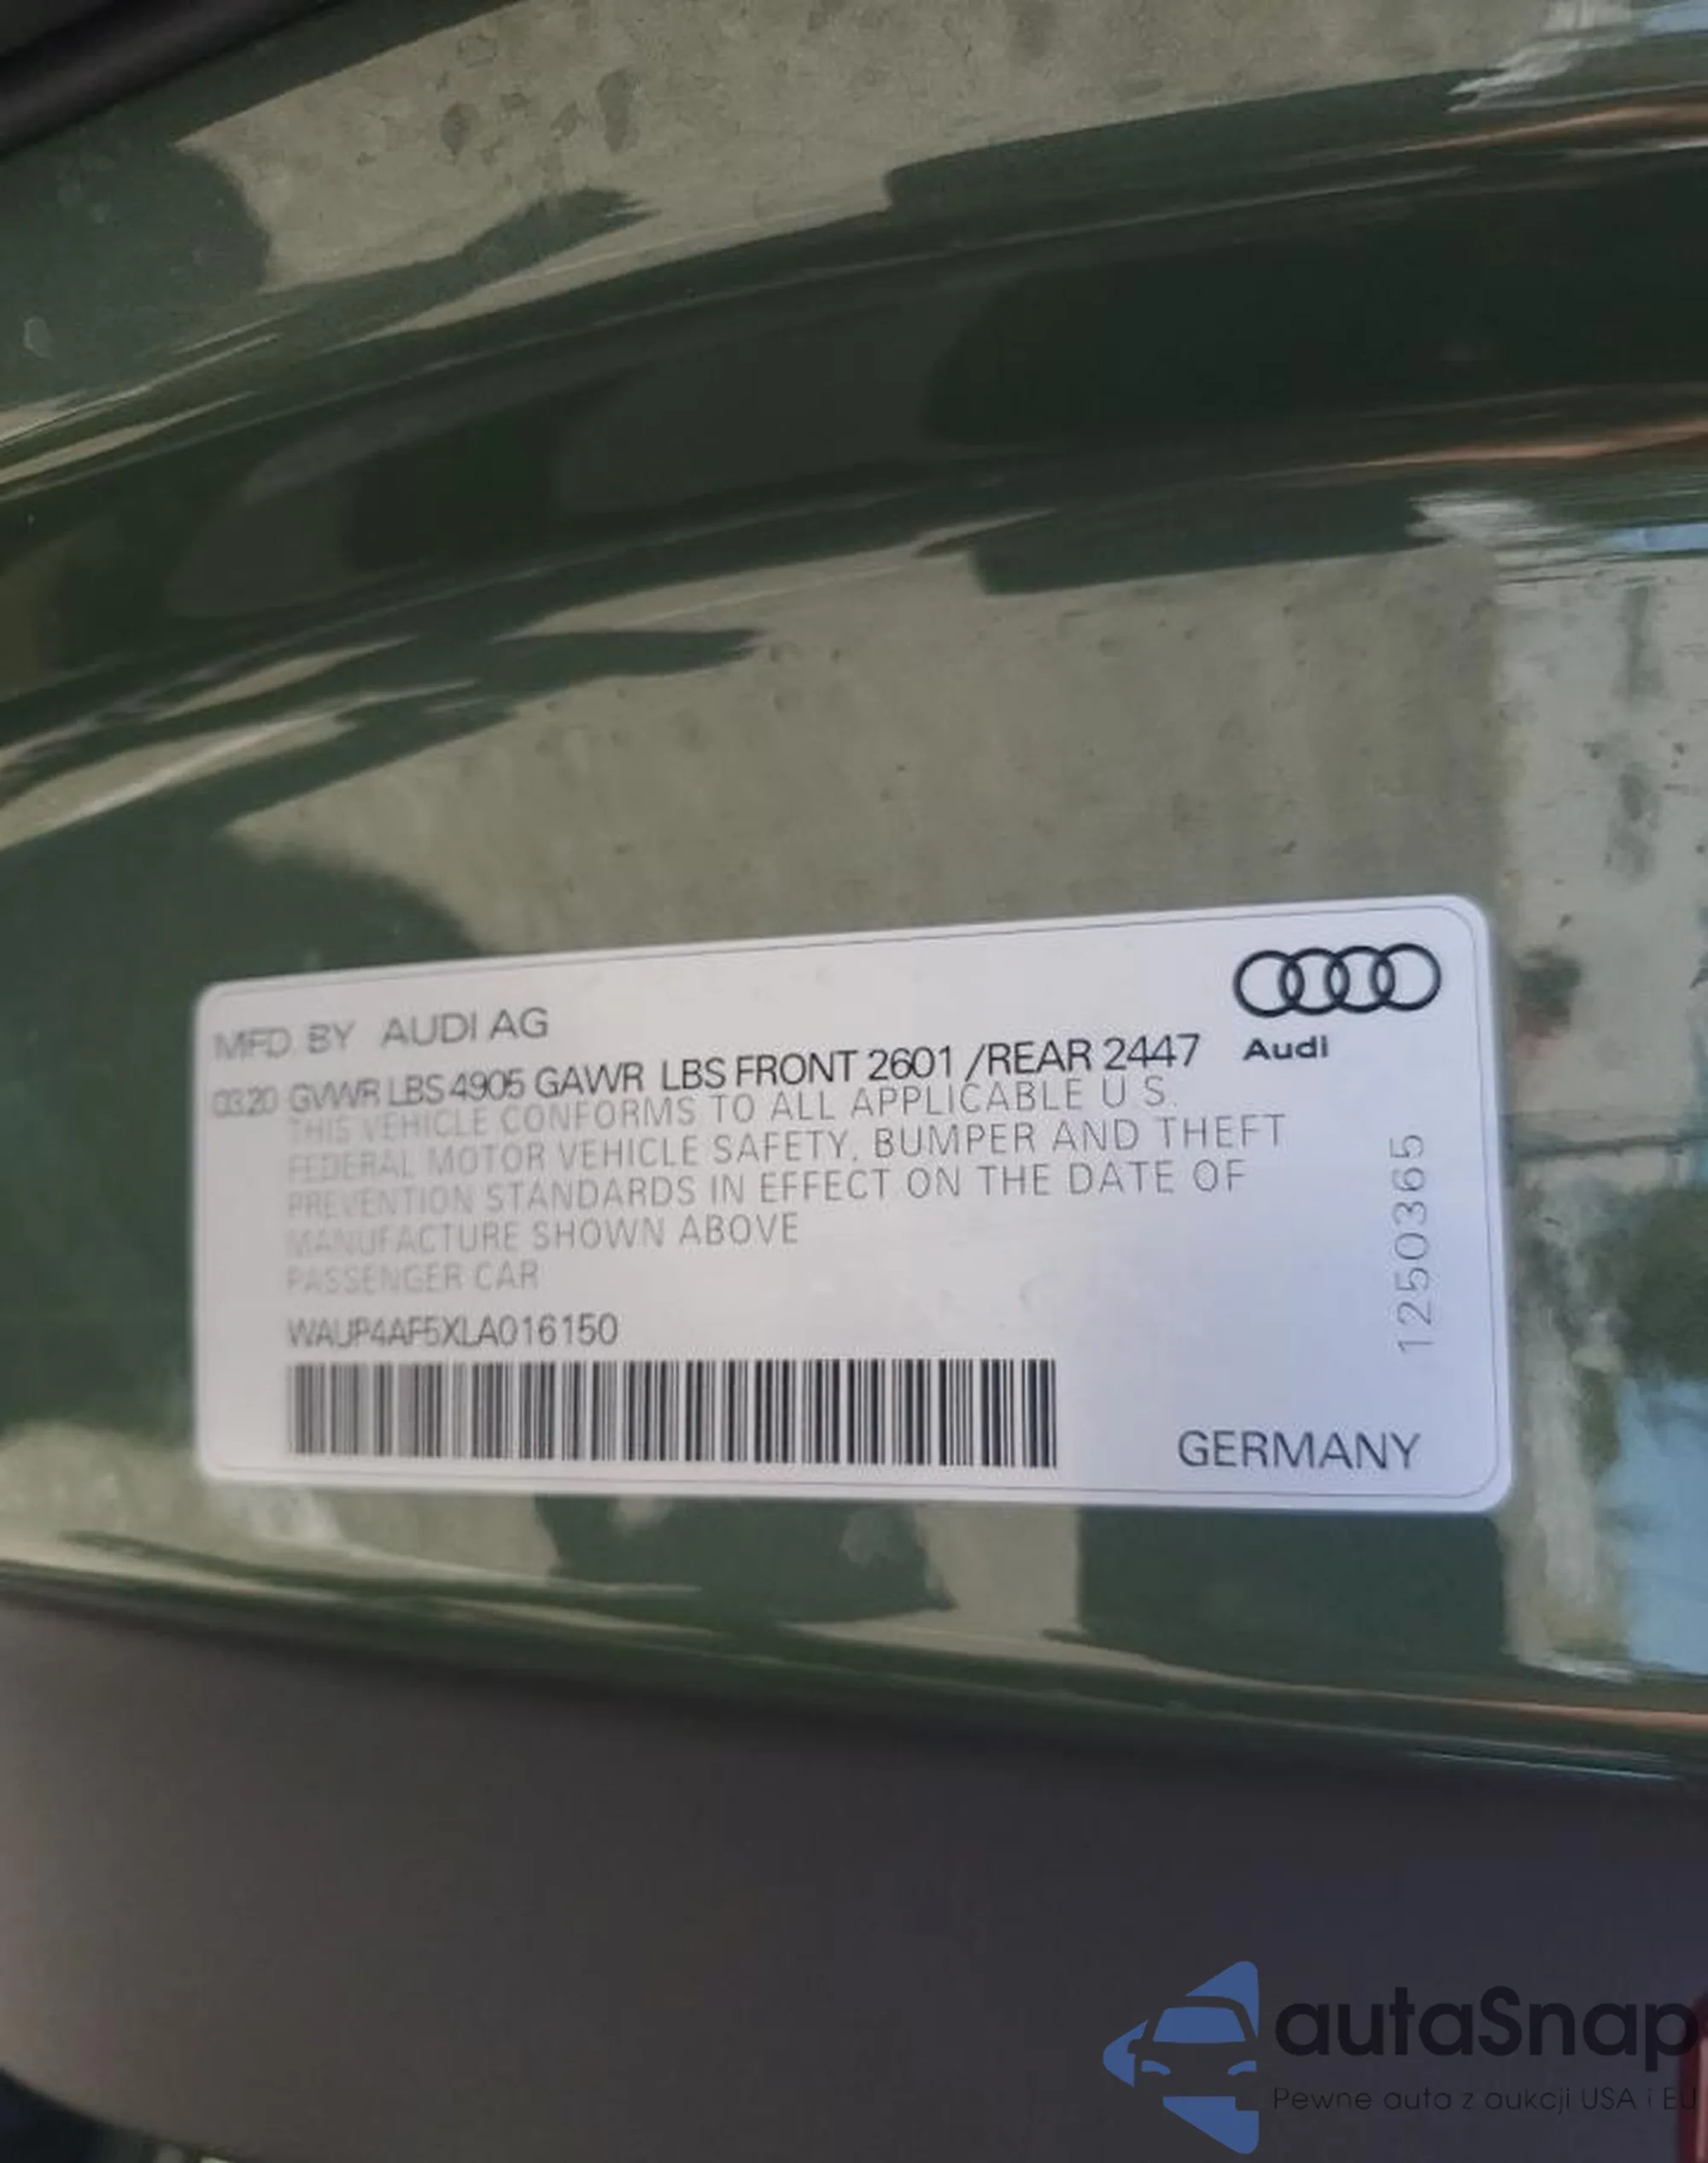 MFD. BY AUDI AG
03.20 GVWR LBS 4905 GAWR LBS FRONT 2601 /REAR 2447
Audi
THIS VEHICLE CONFORMS TO ALL APPLICABLE U.S.
FEDERAL MOTOR VEHICLE SAFETY, BUMPER AND THEFT
PREVENTION STANDARDS IN EFFECT ON THE DATE OF
MANUFACTURE SHOWN ABOVE
PASSENGER CAR
WAUP4AF5XLA016150
1250365
GERMANY
autaSnap
Pewne auta z aukcji USA i EU